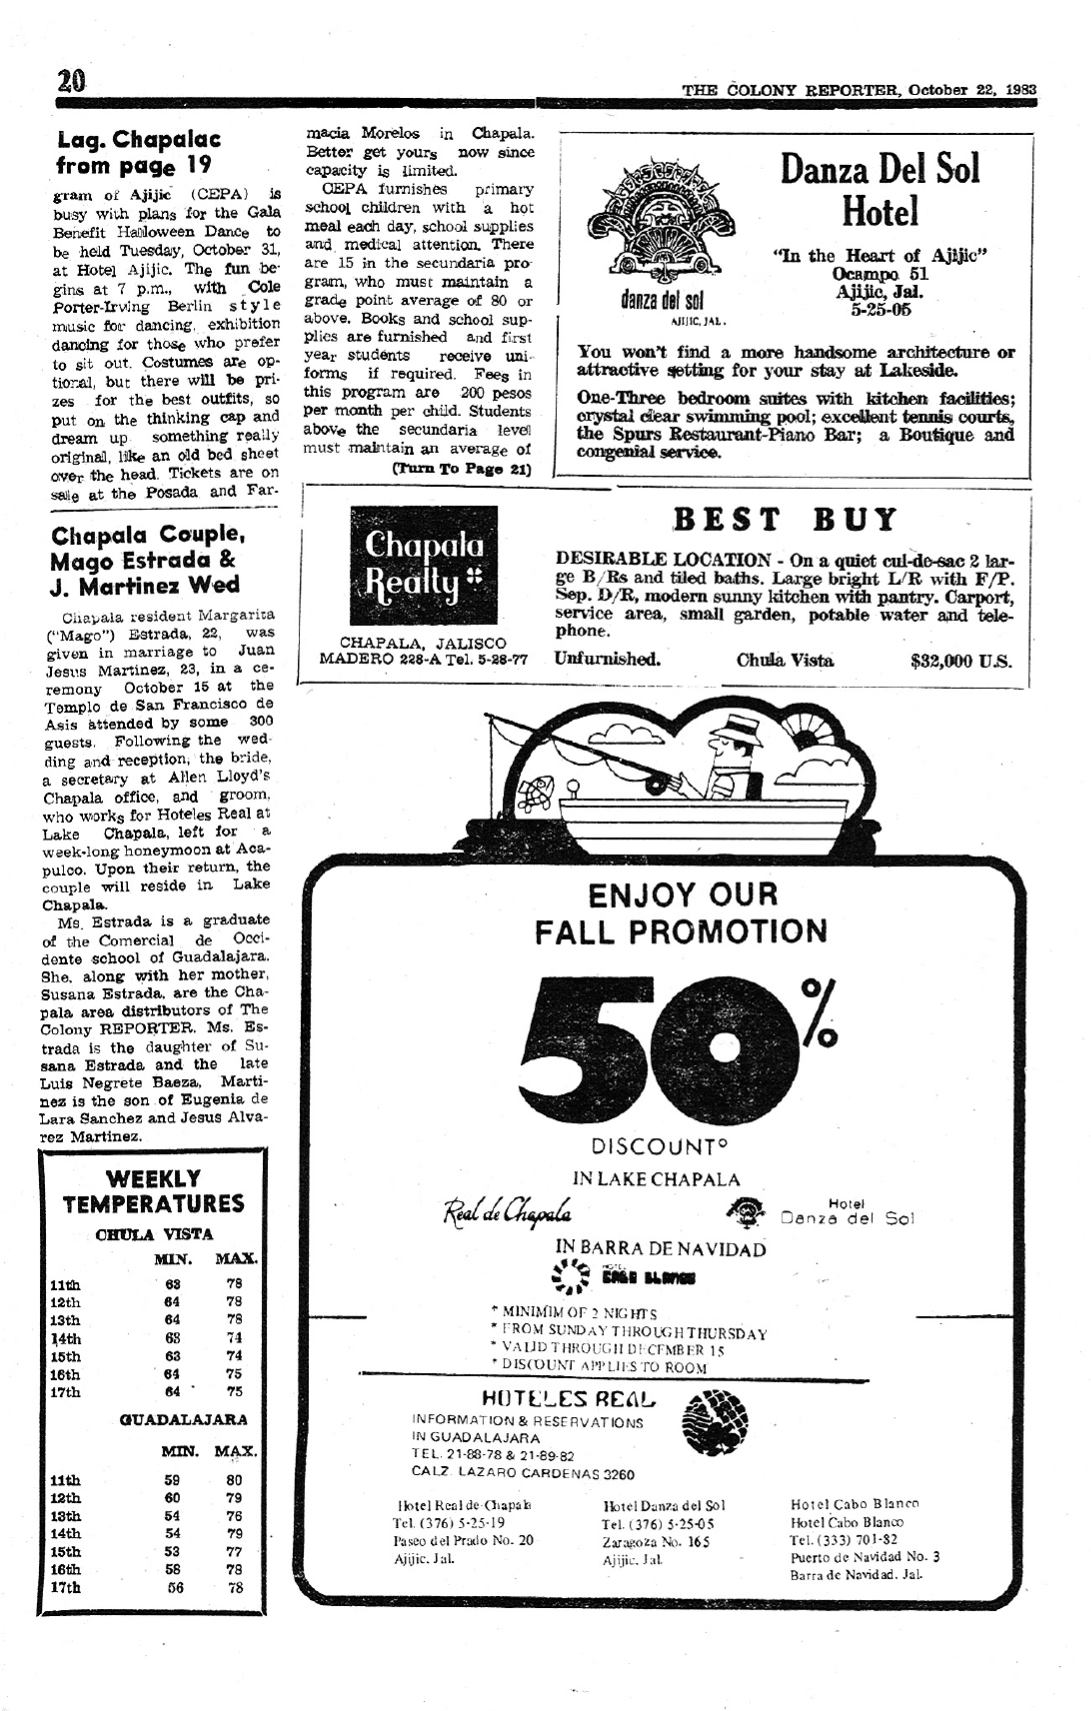 20
THE COLONY REPORTER, October 22, 1983
Lag. Chapalac
from page 19
gram of Ajijic (CEPA) is
busy with plans for the Gala
Benefit Halloween Dance to
be held Tuesday, October 31,
at Hotel Ajijic. The fun be-
gins at 7 p.m., with Cole
Porter-Irving Berlin style
music for dancing, exhibition
dancing for those who prefer
to sit out. Costumes are op-
tional, but there will be pri-
zes for the best outfits, so
put on the thinking cap and
dream up something really
original, like an old bed sheet
over the head. Tickets are on
sale at the Posada and Far-
macia Morelos in Chapala.
Better get yours now since
capacity is limited.
CEPA furnishes primary
school children with a hot
meal each day, school supplies
and medical attention. There
are 15 in the secundaria pro-
gram, who must maintain a
grade point average of 80 or
above. Books and school sup-
plies are furnished and first
year students receive uni-
forms if required. Fees in
this program are 200 pesos
per month per child. Students
above the secundaria level
must maintain an average of
(Turn To Page 21)
Chapala Couple,
Mago Estrada &
J. Martinez Wed
Chapala resident Margarita
("Mago") Estrada, 22, was
given in marriage to Juan
Jesus Martinez, 23, in a ce-
remony October 15 at the
Templo de San Francisco de
Asis attended by some 300
guests. Following the wed-
ding and reception, the bride,
a secretary at Allen Lloyd's
Chapala office, and groom,
who works for Hoteles Real at
Lake Chapala, left for a
week-long honeymoon at Aca-
pulco. Upon their return, the
couple will reside in Lake
Chapala.
Ms. Estrada is a graduate
of the Comercial de Occi-
dente school of Guadalajara.
She, along with her mother,
Susana Estrada, are the Cha-
pala area distributors of The
Colony REPORTER. Ms. Es-
trada is the daughter of Su-
sana Estrada and the late
Luis Negrete Baeza. Marti-
nez is the son of Eugenia de
Lara Sanchez and Jesus Alva-
rez Martinez.
WEEKLY
TEMPERATURES
CHULA VISTA
MIN. MAX.
11th 63 78
12th 64 78
13th 64 78
14th 68 74
15th 63 74
16th 64 75
17th 64 75
GUADALAJARA
MIN. MAX.
11th 59 80
12th 60 79
13th 54 76
14th 54 79
15th 53 77
16th 58 78
17th 56 78
danza del sol
AJIJIC, JAL.
Danza Del Sol
Hotel
"In the Heart of Ajijic"
Ocampo 51
Ajijic, Jal.
5-25-05
You won't find a more handsome architecture or
attractive setting for your stay at Lakeside.
One-Three bedroom suites with kitchen facilities;
crystal clear swimming pool; excellent tennis courts,
the Spurs Restaurant-Piano Bar; a Boutique and
congenial service.
Chapala
Realty
CHAPALA, JALISCO
MADERO 228-A Tel. 5-28-77
BEST BUY
DESIRABLE LOCATION - On a quiet cul-de-sac 2 lar-
ge B/Rs and tiled baths. Large bright L/R with F/P.
Sep. D/R, modern sunny kitchen with pantry. Carport,
service area, small garden, potable water and tele-
phone.
Unfurnished. Chula Vista $32,000 U.S.
ENJOY OUR
FALL PROMOTION
50%
DISCOUNT°
IN LAKE CHAPALA
Real de Chapala
Hotel
Danza del Sol
IN BARRA DE NAVIDAD
HOTEL
CABO BLANCO
* MINIMIM OF 2 NIGHTS
* FROM SUNDAY THROUGH THURSDAY
* VALID THROUGH DECEMBER 15
* DISCOUNT APPLIES TO ROOM
HOTELES REAL
INFORMATION & RESERVATIONS
IN GUADALAJARA
TEL. 21-88-78 & 21-89-82
CALZ. LAZARO CARDENAS 3260
Hotel Real de Chapala
Tel. (376) 5-25-19
Paseo del Prado No. 20
Ajijic. Jal.
Hotel Danza del Sol
Tel. (376) 5-25-05
Zaragoza No. 165
Ajijic. Jal.
Hotel Cabo Blanco
Hotel Cabo Blanco
Tel. (333) 701-82
Puerto de Navidad No. 3
Barra de Navidad. Jal.